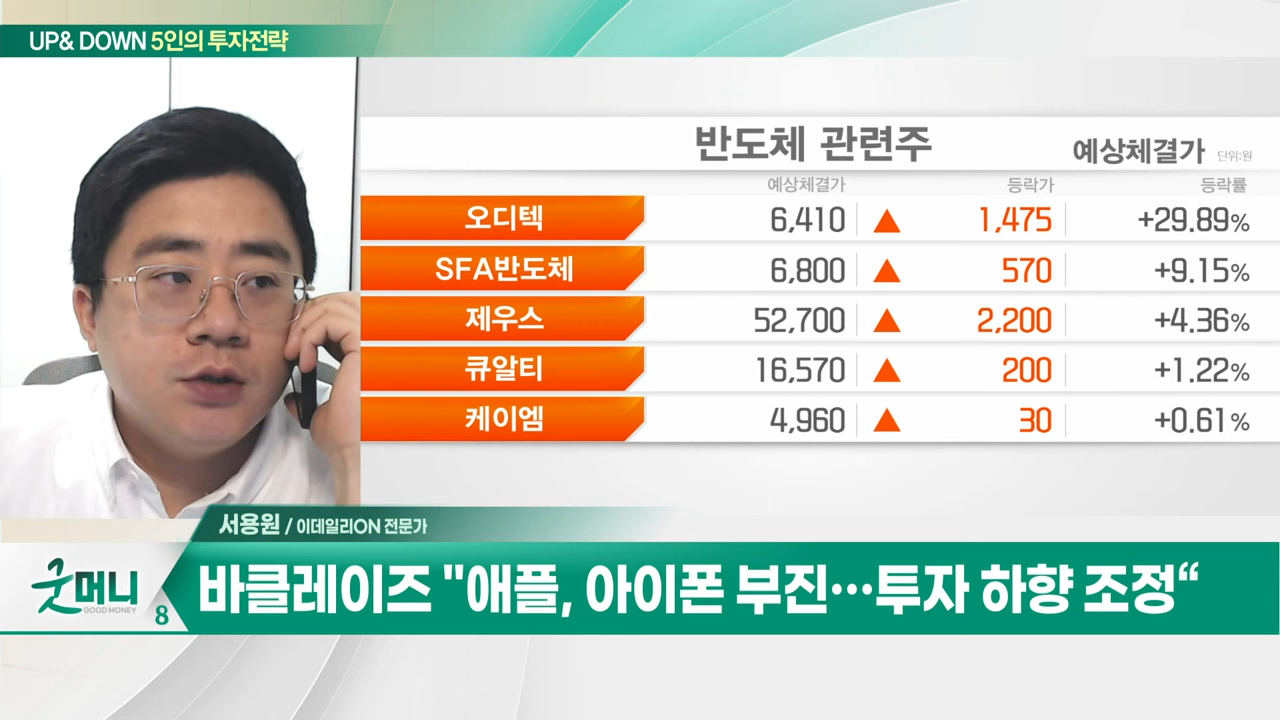 UP& DOWN 5인의 투자전략
반도체 관련주
예상체결가 단위:원
예상체결가 등락가 등락률
오디텍 6,410 ▲ 1,475 +29.89%
SFA반도체 6,800 ▲ 570 +9.15%
제우스 52,700 ▲ 2,200 +4.36%
큐알티 16,570 ▲ 200 +1.22%
케이엠 4,960 ▲ 30 +0.61%
서용원 / 이데일리ON 전문가
굿머니
GOOD MONEY
8
바클레이즈 "애플, 아이폰 부진…투자 하향 조정“